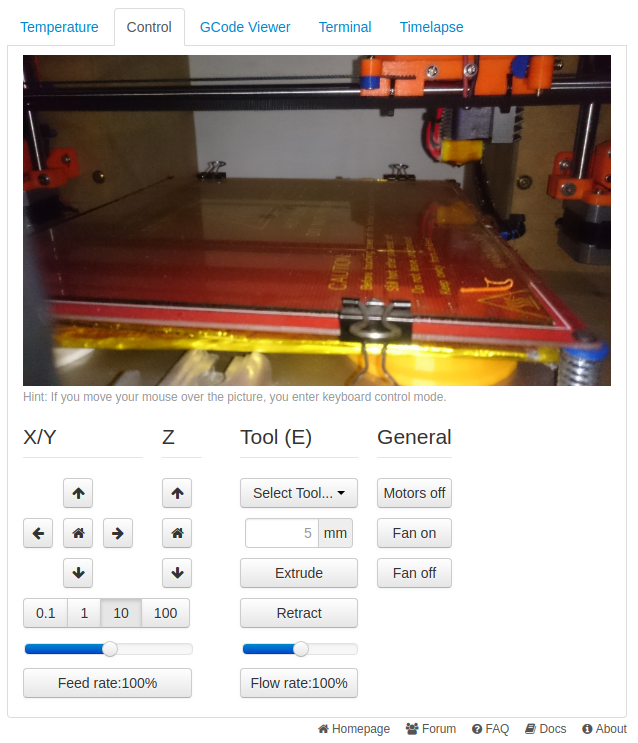 Temperature Control GCode Viewer Terminal Timelapse
CAUTION
Hint: If you move your mouse over the picture, you enter keyboard control mode.
X/Y Z Tool (E) General
Select Tool... Motors off
5 mm Fan on
Extrude Fan off
0.1 1 10 100 Retract
Feed rate:100% Flow rate:100%
Homepage Forum FAQ Docs About